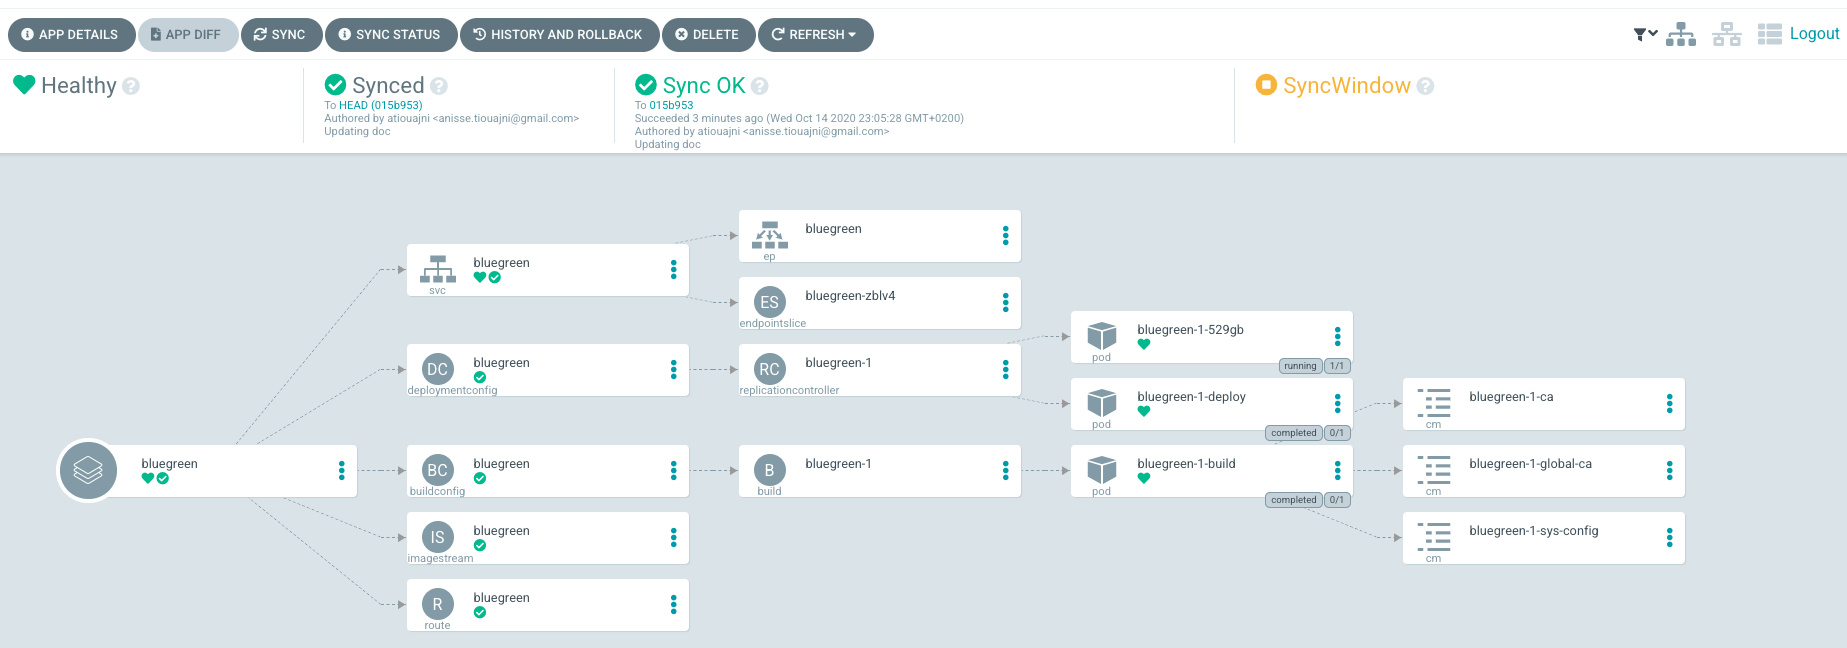 APP DETAILS APP DIFF SYNC SYNC STATUS HISTORY AND ROLLBACK DELETE REFRESH Logout
Healthy ?
Synced ?
To HEAD (015b953)
Authored by atiouajni <anisse.tiouajni@gmail.com>
Updating doc
Sync OK ?
To 015b953
Succeeded 3 minutes ago (Wed Oct 14 2020 23:05:28 GMT+0200)
Authored by atiouajni <anisse.tiouajni@gmail.com>
Updating doc
SyncWindow ?
bluegreen
bluegreen
svc
DC
bluegreen
deploymentconfig
BC
bluegreen
buildconfig
IS
bluegreen
imagestream
R
bluegreen
route
bluegreen
ep
ES
bluegreen-zblv4
endpointslice
RC
bluegreen-1
replicationcontroller
B
bluegreen-1
build
bluegreen-1-529gb
pod
running 1/1
bluegreen-1-deploy
pod
completed 0/1
bluegreen-1-build
pod
completed 0/1
bluegreen-1-ca
cm
bluegreen-1-global-ca
cm
bluegreen-1-sys-config
cm